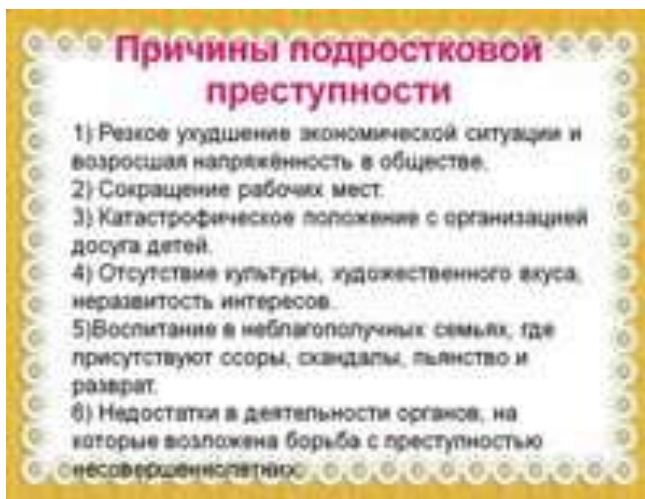 Причины подростковой
преступности
1) Резкое ухудшение экономической ситуации и
возросшая напряжённость в обществе.
2) Сокращение рабочих мест.
3) Катастрофическое положение с организацией
досуга детей.
4) Отсутствие культуры, художественного вкуса,
неразвитость интересов.
5)Воспитание в неблагополучных семьях, где
присутствуют ссоры, скандалы, пьянство и
разврат.
6) Недостатки в деятельности органов, на
которые возложена борьба с преступностью
несовершеннолетних.